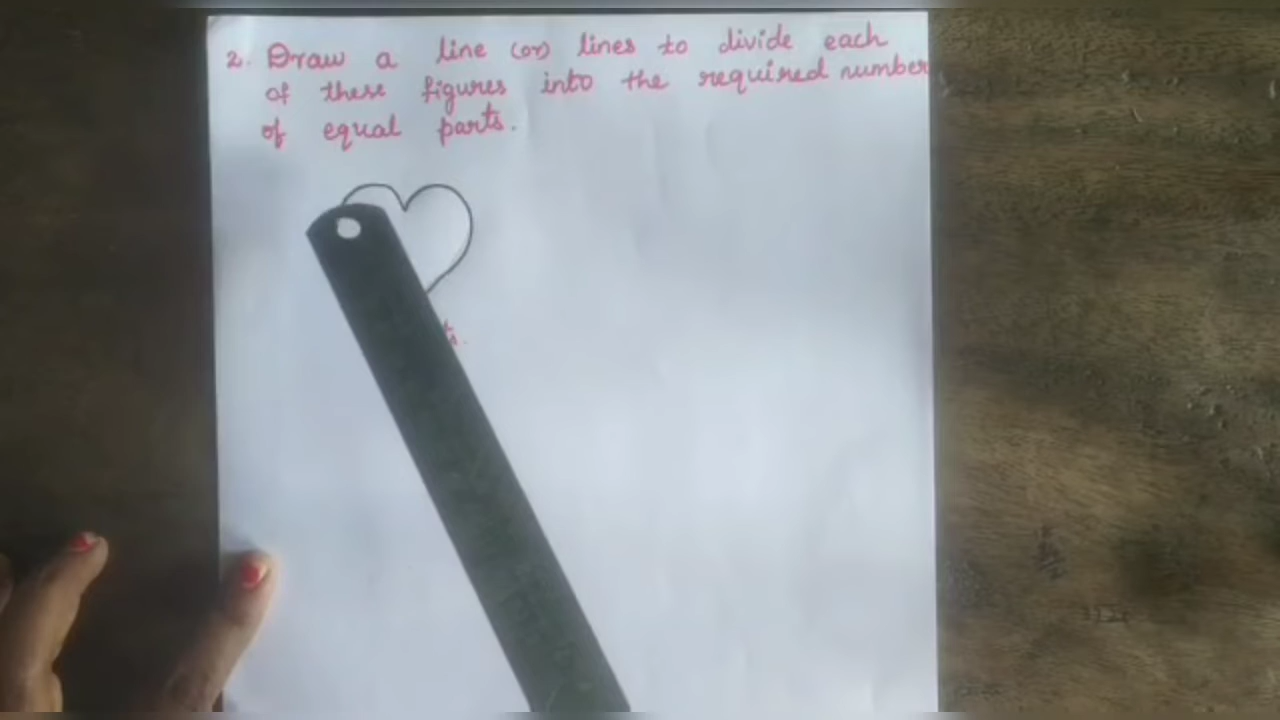 2. Draw a line (or) lines to divide each
of these figures into the required number
of equal parts.